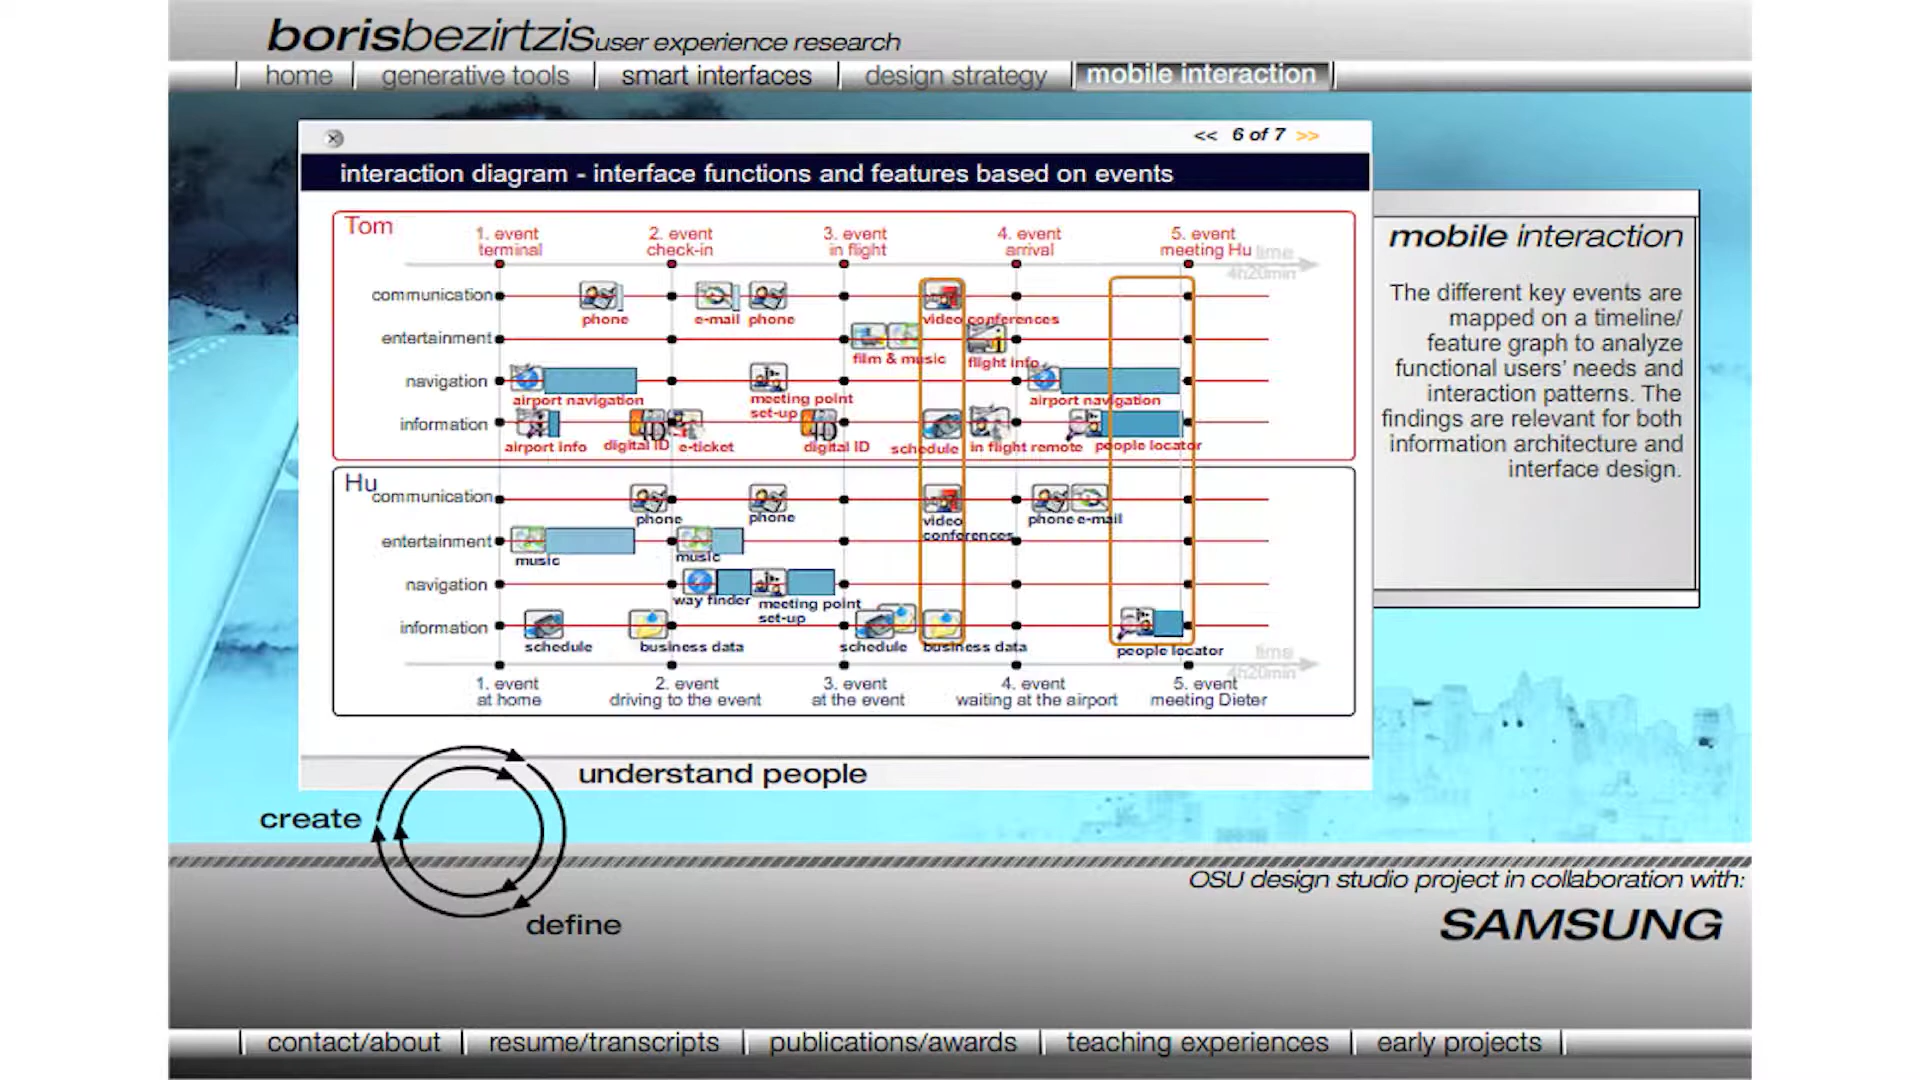 borisbezirtzis user experience research
home generative tools smart interfaces design strategy mobile interaction
<< 6 of 7 >>
interaction diagram - interface functions and features based on events
Tom
1. event
terminal
2. event
check-in
3. event
in flight
4. event
arrival
5. event
meeting Hu
time
4h20min
communication
phone
e-mail
phone
video conferences
entertainment
film & music
flight info
navigation
airport navigation
meeting point
set-up
airport navigation
information
airport info
digital ID
e-ticket
digital ID
schedule
in flight remote
people locator
Hu
communication
phone
phone
video
conferences
phone
e-mail
entertainment
music
music
navigation
way finder
meeting point
set-up
information
schedule
business data
schedule
business data
people locator
time
4h20min
1. event
at home
2. event
driving to the event
3. event
at the event
4. event
waiting at the airport
5. event
meeting Dieter
mobile interaction
The different key events are
mapped on a timeline/
feature graph to analyze
functional users' needs and
interaction patterns. The
findings are relevant for both
information architecture and
interface design.
understand people
create
define
OSU design studio project in collaboration with:
SAMSUNG
contact/about resume/transcripts publications/awards teaching experiences early projects